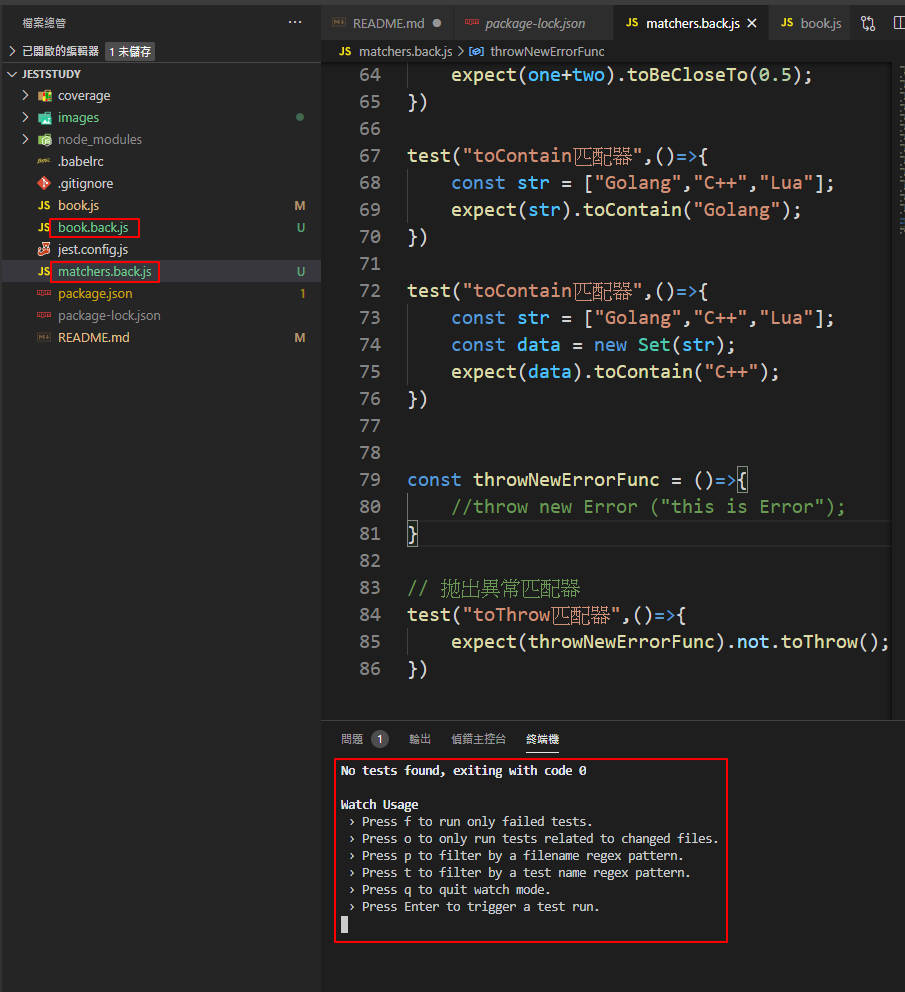 檔案總管
···
已開啟的編輯器 1 未儲存
JESTSTUDY
coverage
images
node_modules
.babelrc
.gitignore
JS book.js M
JS book.back.js U
jest.config.js
JS matchers.back.js U
package.json 1
package-lock.json
README.md M
README.md
package-lock.json
JS matchers.back.js
JS book.js
JS matchers.back.js > throwNewErrorFunc
64 expect(one+two).toBeCloseTo(0.5);
65 })
66
67 test("toContain匹配器",()=>{
68 const str = ["Golang","C++","Lua"];
69 expect(str).toContain("Golang");
70 })
71
72 test("toContain匹配器",()=>{
73 const str = ["Golang","C++","Lua"];
74 const data = new Set(str);
75 expect(data).toContain("C++");
76 })
77
78
79 const throwNewErrorFunc = ()=>{
80 //throw new Error ("this is Error");
81 }
82
83 // 拋出異常匹配器
84 test("toThrow匹配器",()=>{
85 expect(throwNewErrorFunc).not.toThrow();
86 })
問題 1 輸出 偵錯主控台 終端機
No tests found, exiting with code 0
Watch Usage
› Press f to run only failed tests.
› Press o to only run tests related to changed files.
› Press p to filter by a filename regex pattern.
› Press t to filter by a test name regex pattern.
› Press q to quit watch mode.
› Press Enter to trigger a test run.